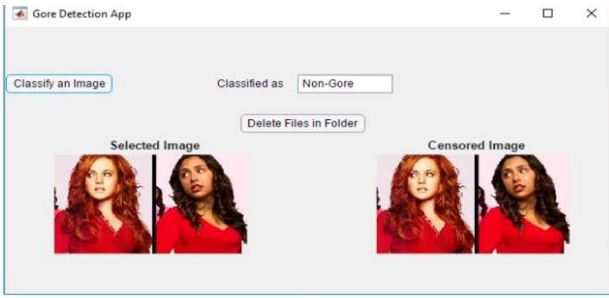 Gore Detection App
Classify an Image
Classified as
Non-Gore
Delete Files in Folder
Selected Image
Censored Image